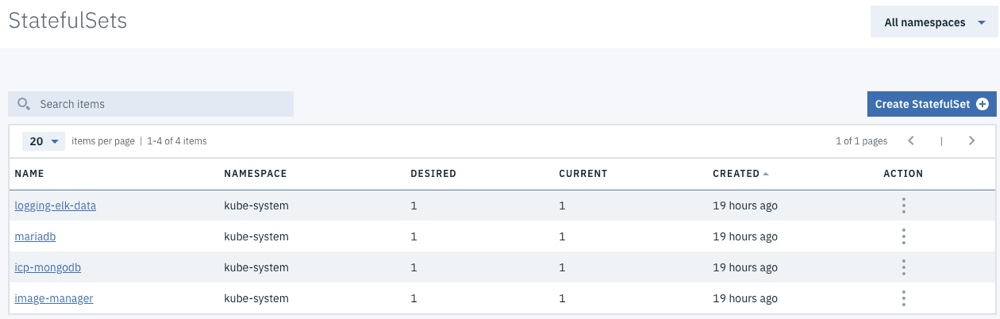 StatefulSets
All namespaces
Search items
Create StatefulSet
20 items per page | 1-4 of 4 items 1 of 1 pages |
NAME NAMESPACE DESIRED CURRENT CREATED ACTION
logging-elk-data kube-system 1 1 19 hours ago
mariadb kube-system 1 1 19 hours ago
icp-mongodb kube-system 1 1 19 hours ago
image-manager kube-system 1 1 19 hours ago